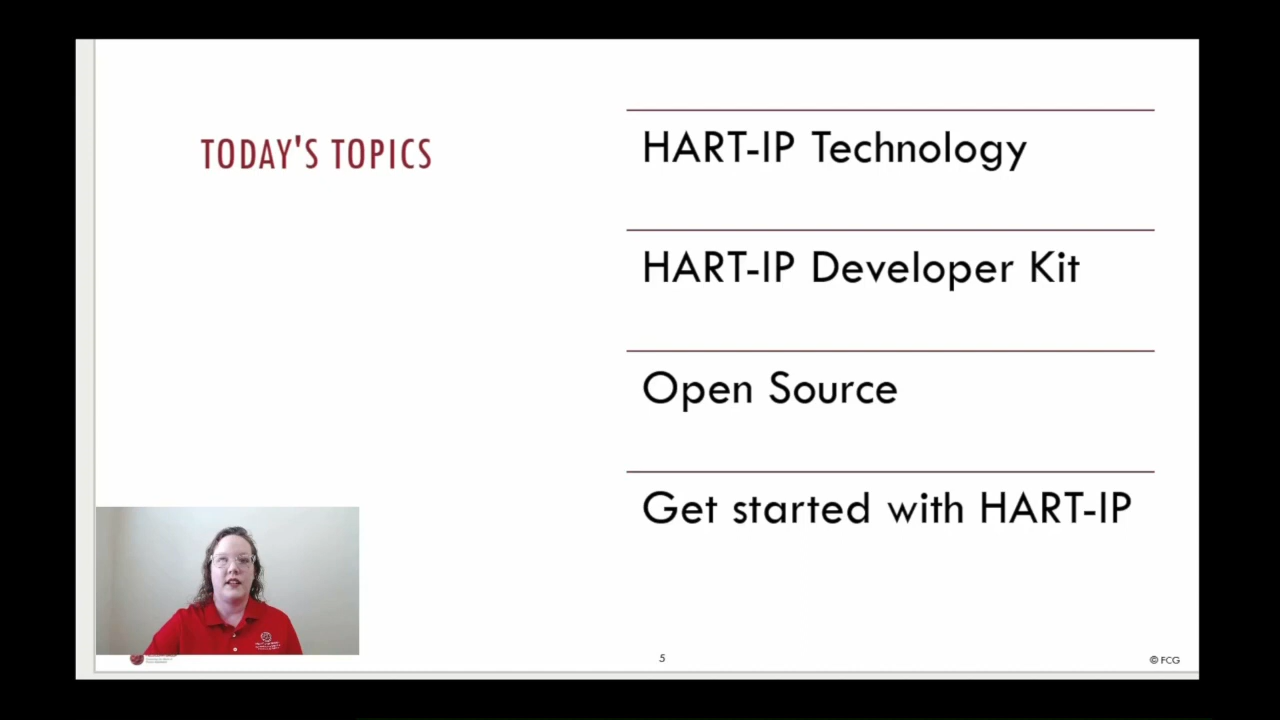 TODAY'S TOPICS
HART-IP Technology
HART-IP Developer Kit
Open Source
Get started with HART-IP
5
© FCG